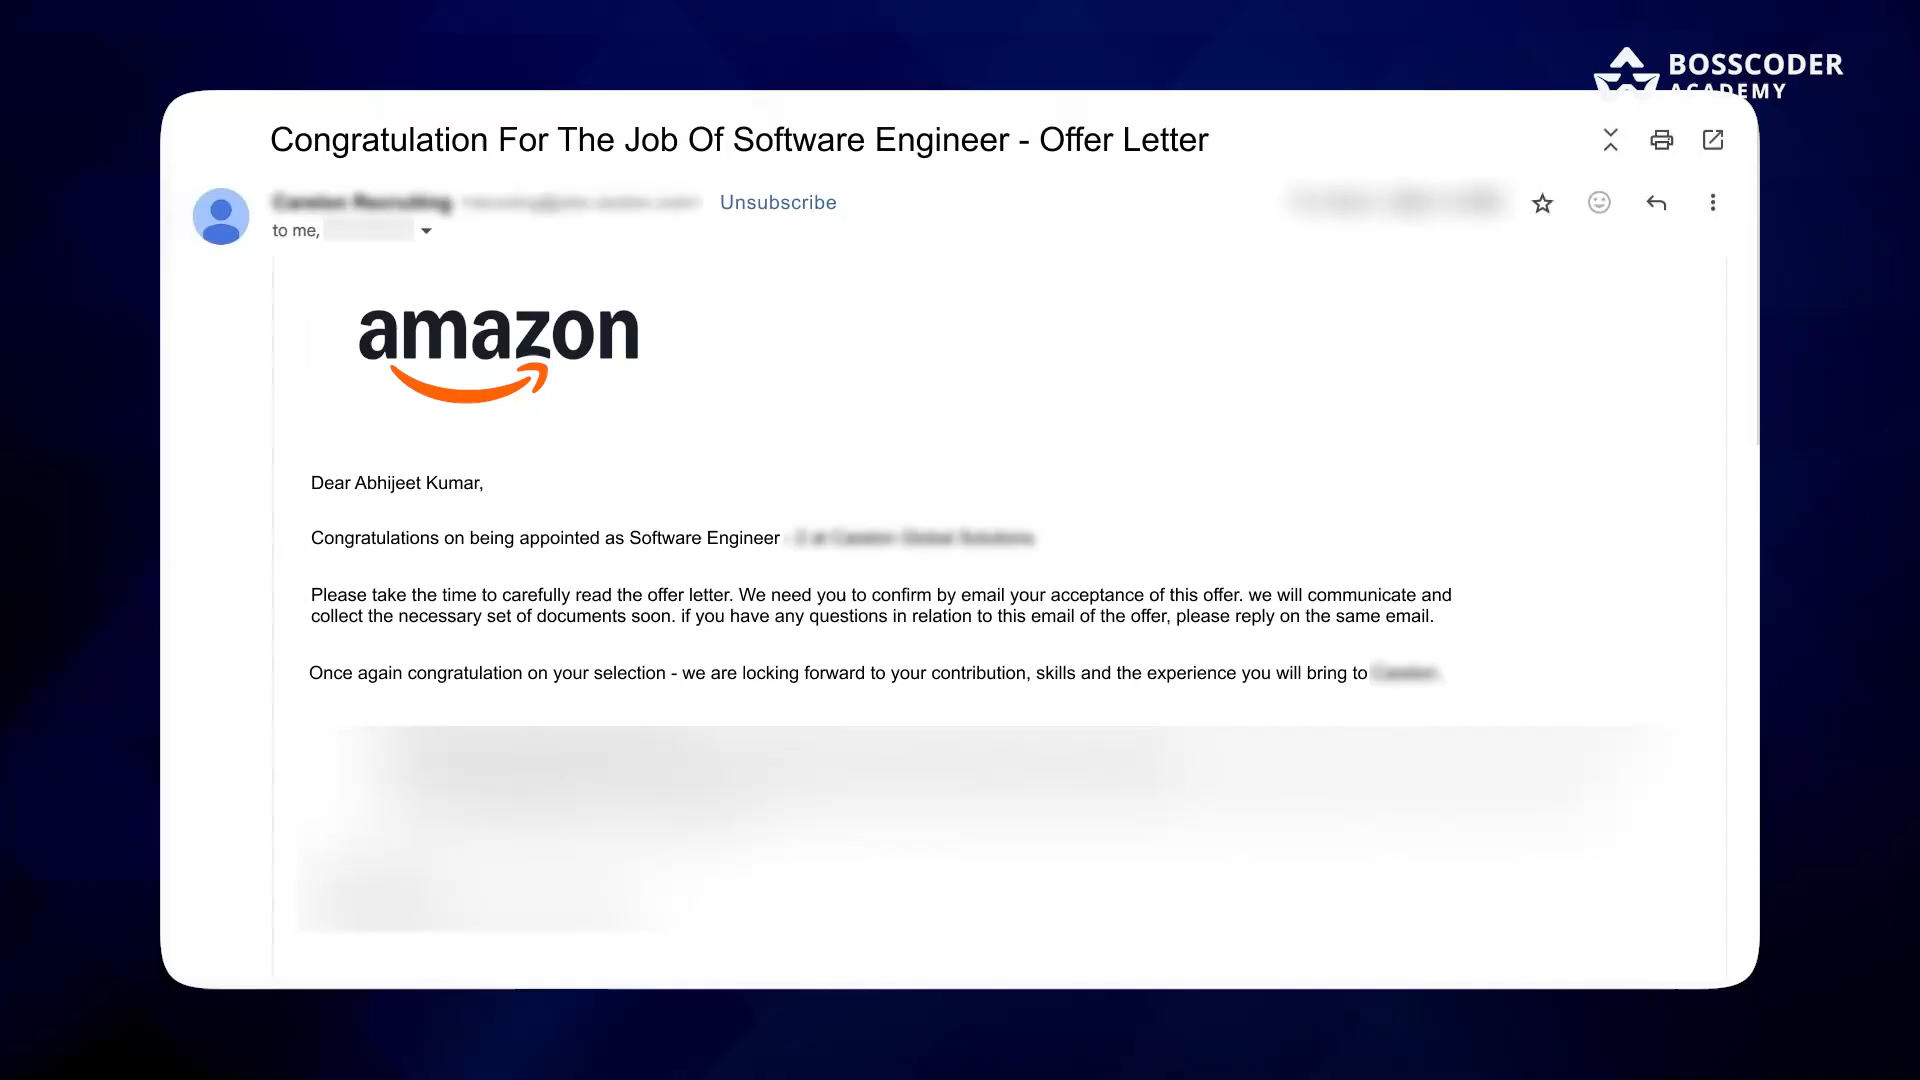 BOSSCODER
ACADEMY
Congratulation For The Job Of Software Engineer - Offer Letter
Unsubscribe
to me,
amazon
Dear Abhijeet Kumar,
Congratulations on being appointed as Software Engineer
Please take the time to carefully read the offer letter. We need you to confirm by email your acceptance of this offer. we will communicate and
collect the necessary set of documents soon. if you have any questions in relation to this email of the offer, please reply on the same email.
Once again congratulation on your selection - we are locking forward to your contribution, skills and the experience you will bring to